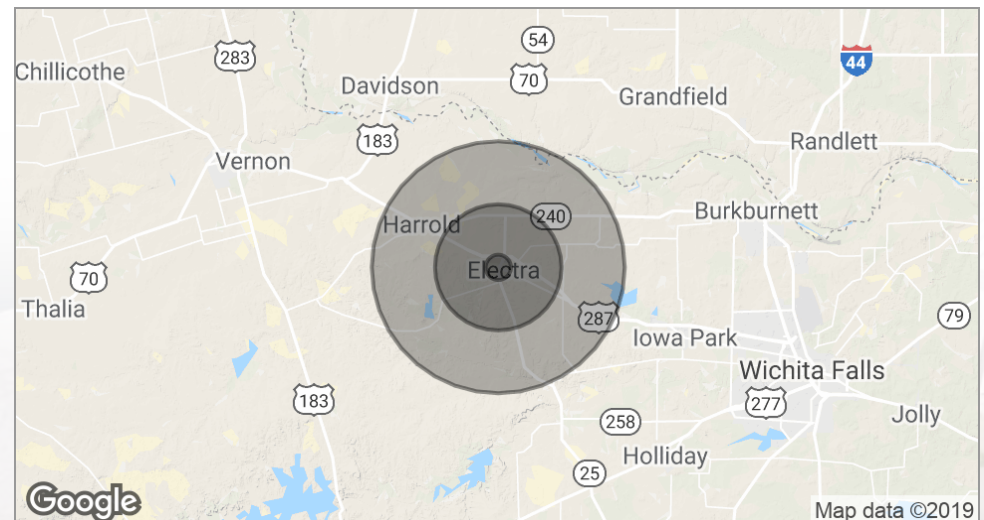 54
283
44
Chillicothe
70
Davidson
Grandfield
183
Randlett
Vernon
Burkburnett
240
Harrold
Electra
70
Thalia
287
79
Iowa Park
Wichita Falls
183
277
Jolly
258
Holliday
25
Google
Map data ©2019